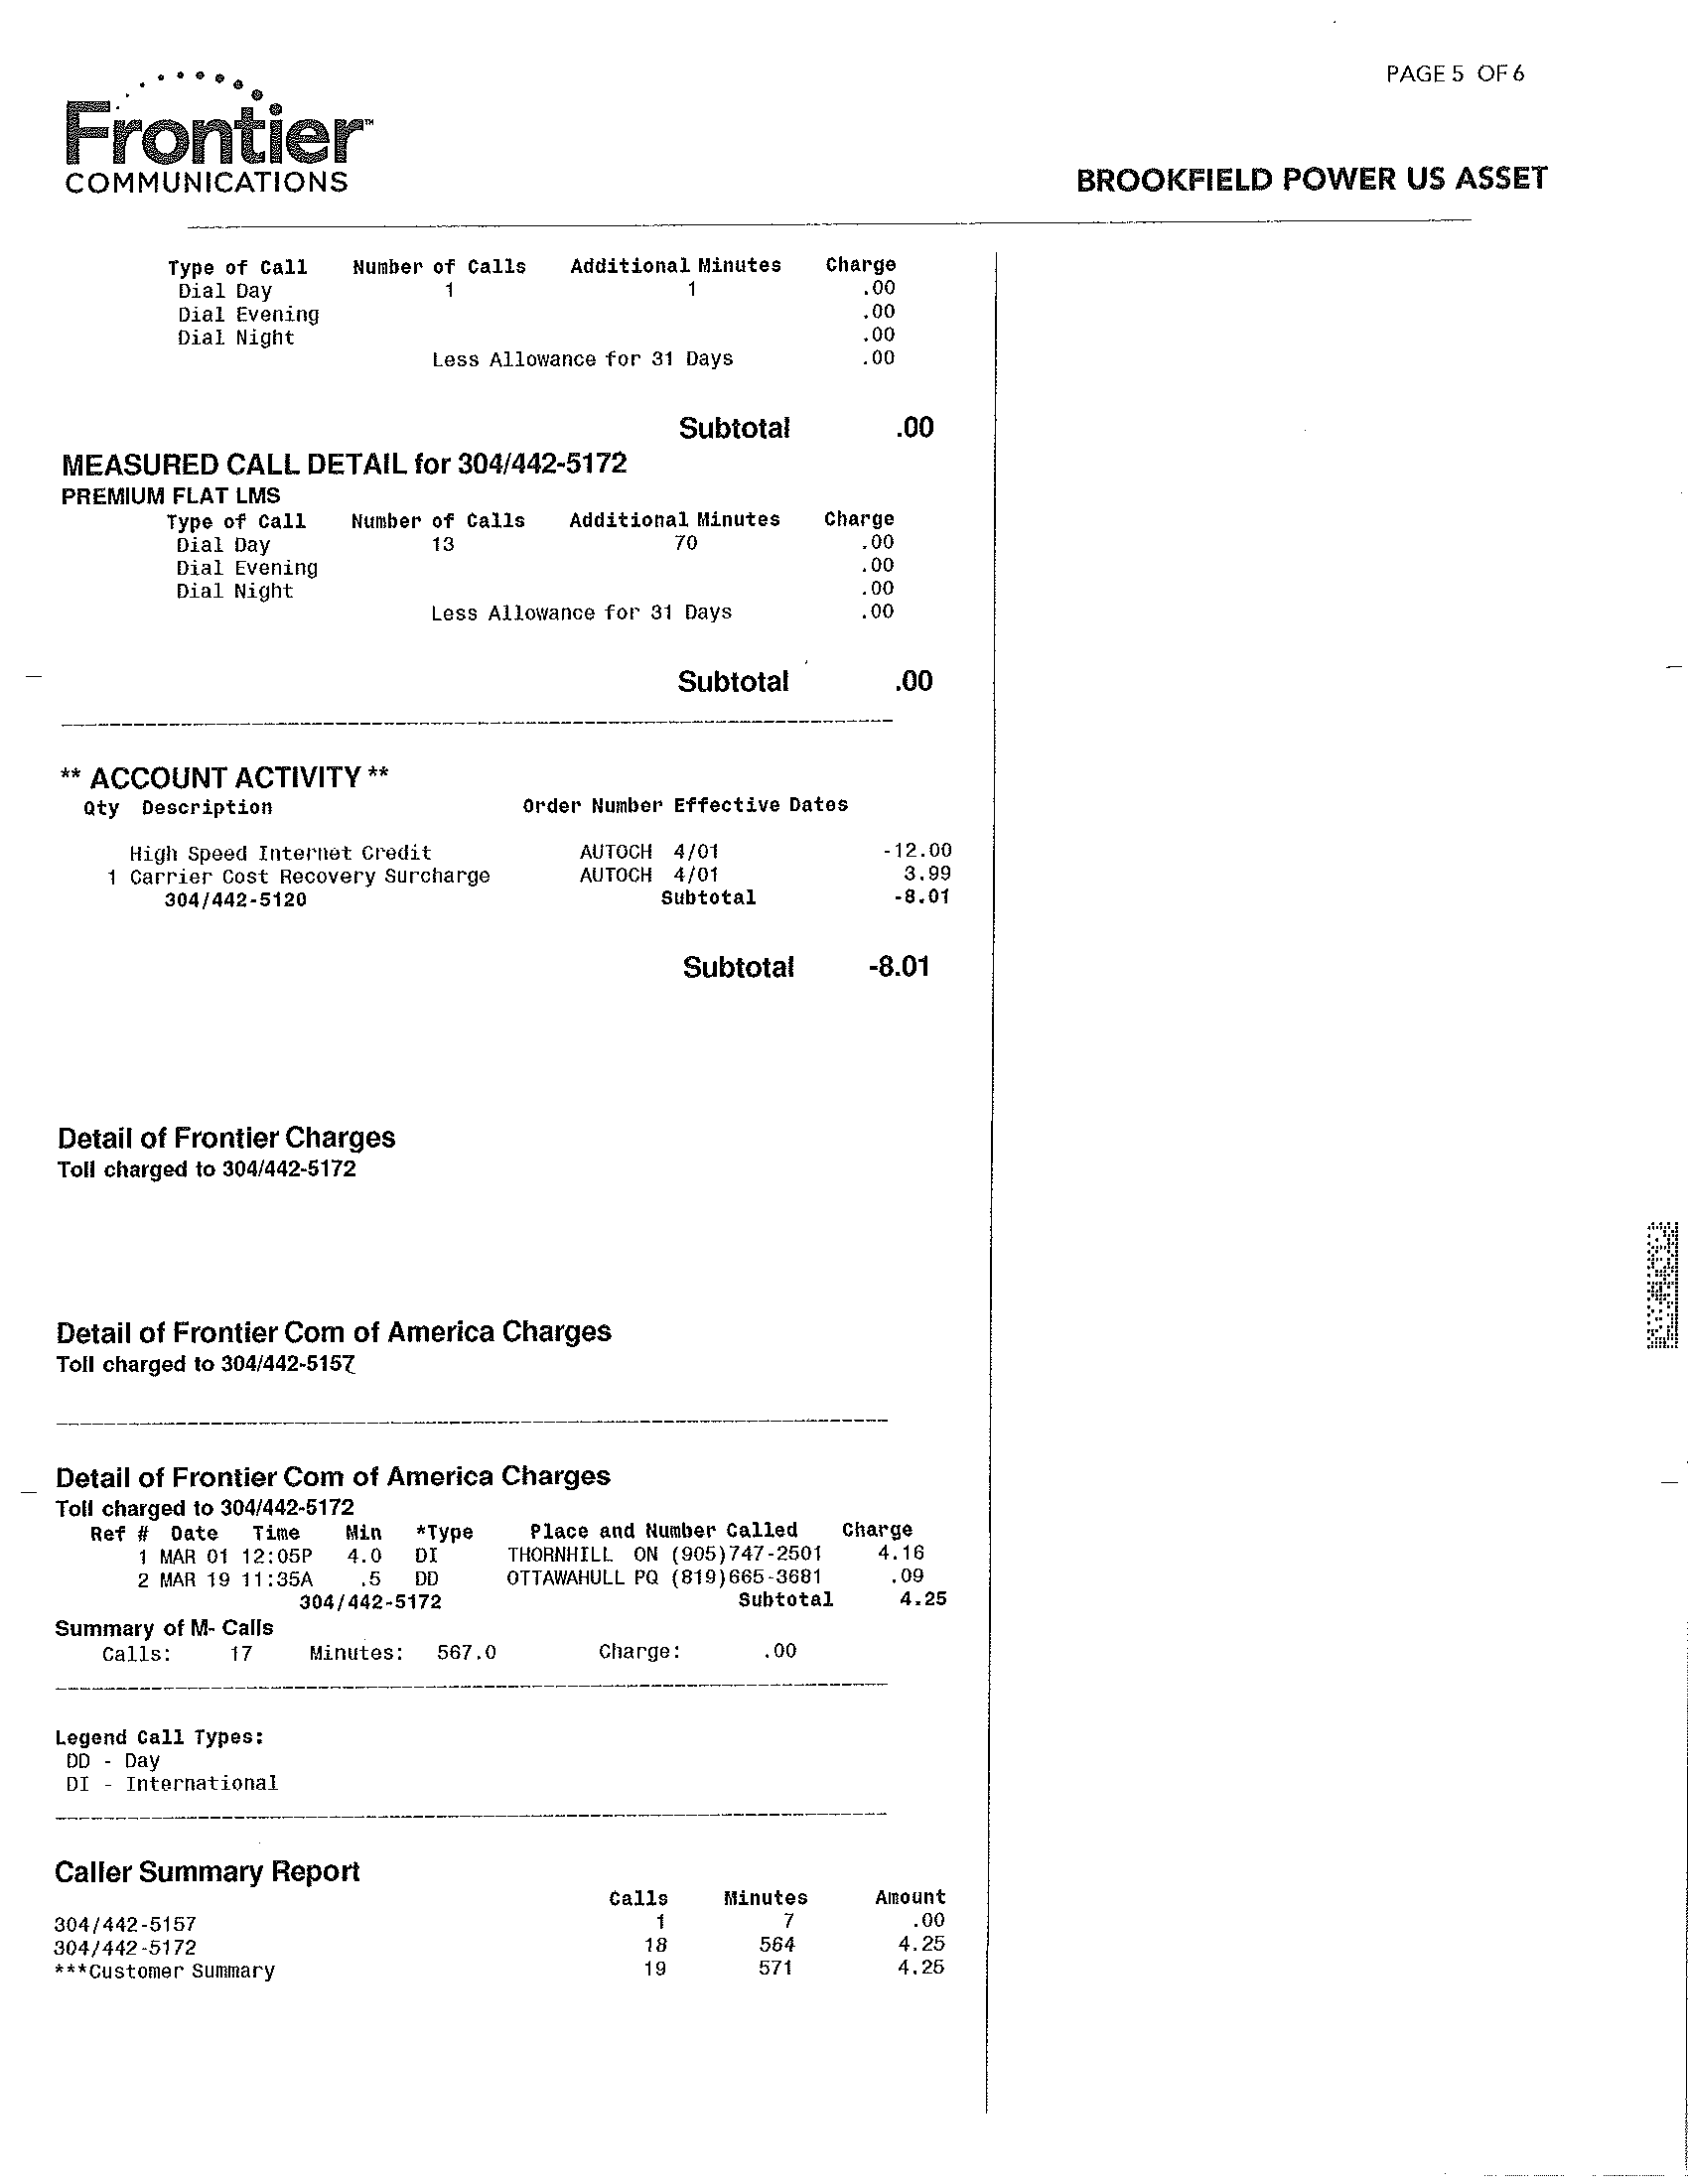 PAGE 5 OF 6
Frontier™
COMMUNICATIONS
BROOKFIELD POWER US ASSET
Type of Call Number of Calls Additional Minutes Charge
Dial Day 1 1 .00
Dial Evening .00
Dial Night .00
Less Allowance for 31 Days .00
Subtotal .00
MEASURED CALL DETAIL for 304/442-5172
PREMIUM FLAT LMS
Type of Call Number of Calls Additional Minutes Charge
Dial Day 13 70 .00
Dial Evening .00
Dial Night .00
Less Allowance for 31 Days .00
Subtotal .00
** ACCOUNT ACTIVITY **
Qty Description Order Number Effective Dates
High Speed Internet Credit AUTOCH 4/01 -12.00
1 Carrier Cost Recovery Surcharge AUTOCH 4/01 3.99
304/442-5120 Subtotal -8.01
Subtotal -8.01
Detail of Frontier Charges
Toll charged to 304/442-5172
Detail of Frontier Com of America Charges
Toll charged to 304/442-5157
Detail of Frontier Com of America Charges
Toll charged to 304/442-5172
Ref # Date Time Min *Type Place and Number Called Charge
1 MAR 01 12:05P 4.0 DI THORNHILL ON (905)747-2501 4.16
2 MAR 19 11:35A .5 DD OTTAWAHULL PQ (819)665-3681 .09
304/442-5172 Subtotal 4.25
Summary of M- Calls
Calls: 17 Minutes: 567.0 Charge: .00
Legend Call Types:
DD - Day
DI - International
Caller Summary Report
Calls Minutes Amount
304/442-5157 1 7 .00
304/442-5172 18 564 4.25
***Customer Summary 19 571 4.25